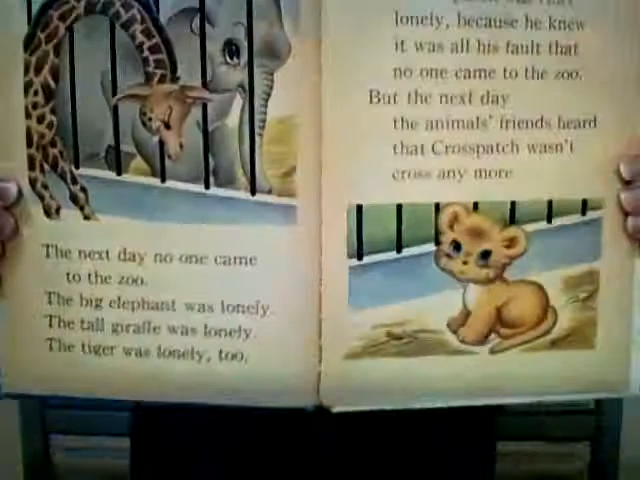 The next day no one came
to the zoo.
The big elephant was lonely.
The tall giraffe was lonely.
The tiger was lonely, too.
lonely, because he knew
it was all his fault that
no one came to the zoo.
But the next day
the animals' friends heard
that Crosspatch wasn't
cross any more